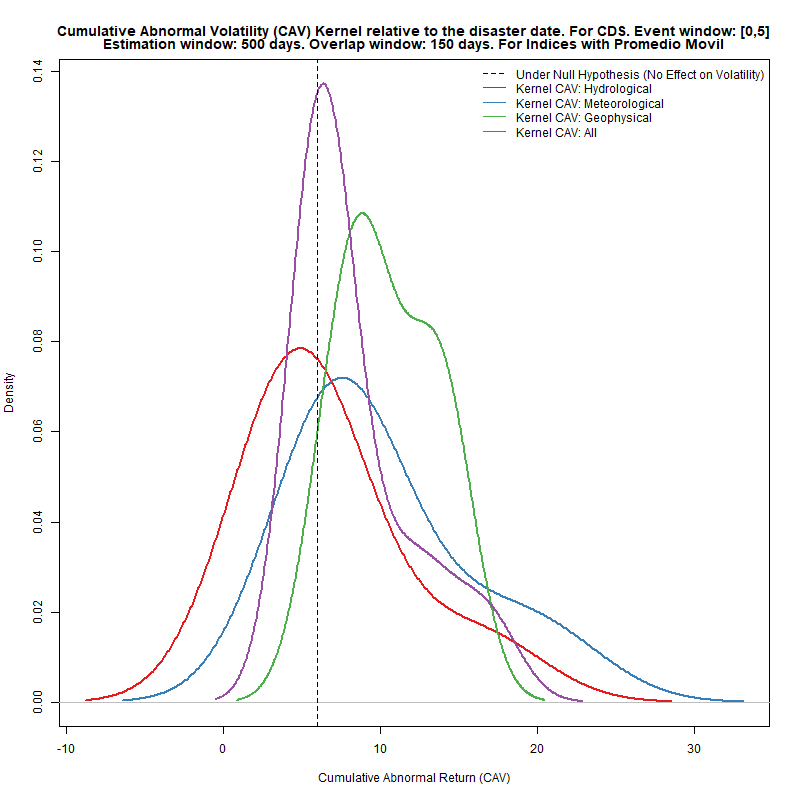 Cumulative Abnormal Volatility (CAV) Kernel relative to the disaster date. For CDS. Event window: [0,5]
Estimation window: 500 days. Overlap window: 150 days. For Indices with Promedio Movil
Under Null Hypothesis (No Effect on Volatility)
Kernel CAV: Hydrological
Kernel CAV: Meteorological
Kernel CAV: Geophysical
Kernel CAV: All
Density
0.14
0.12
0.10
0.08
0.06
0.04
0.02
0.00
-10 0 10 20 30
Cumulative Abnormal Return (CAV)